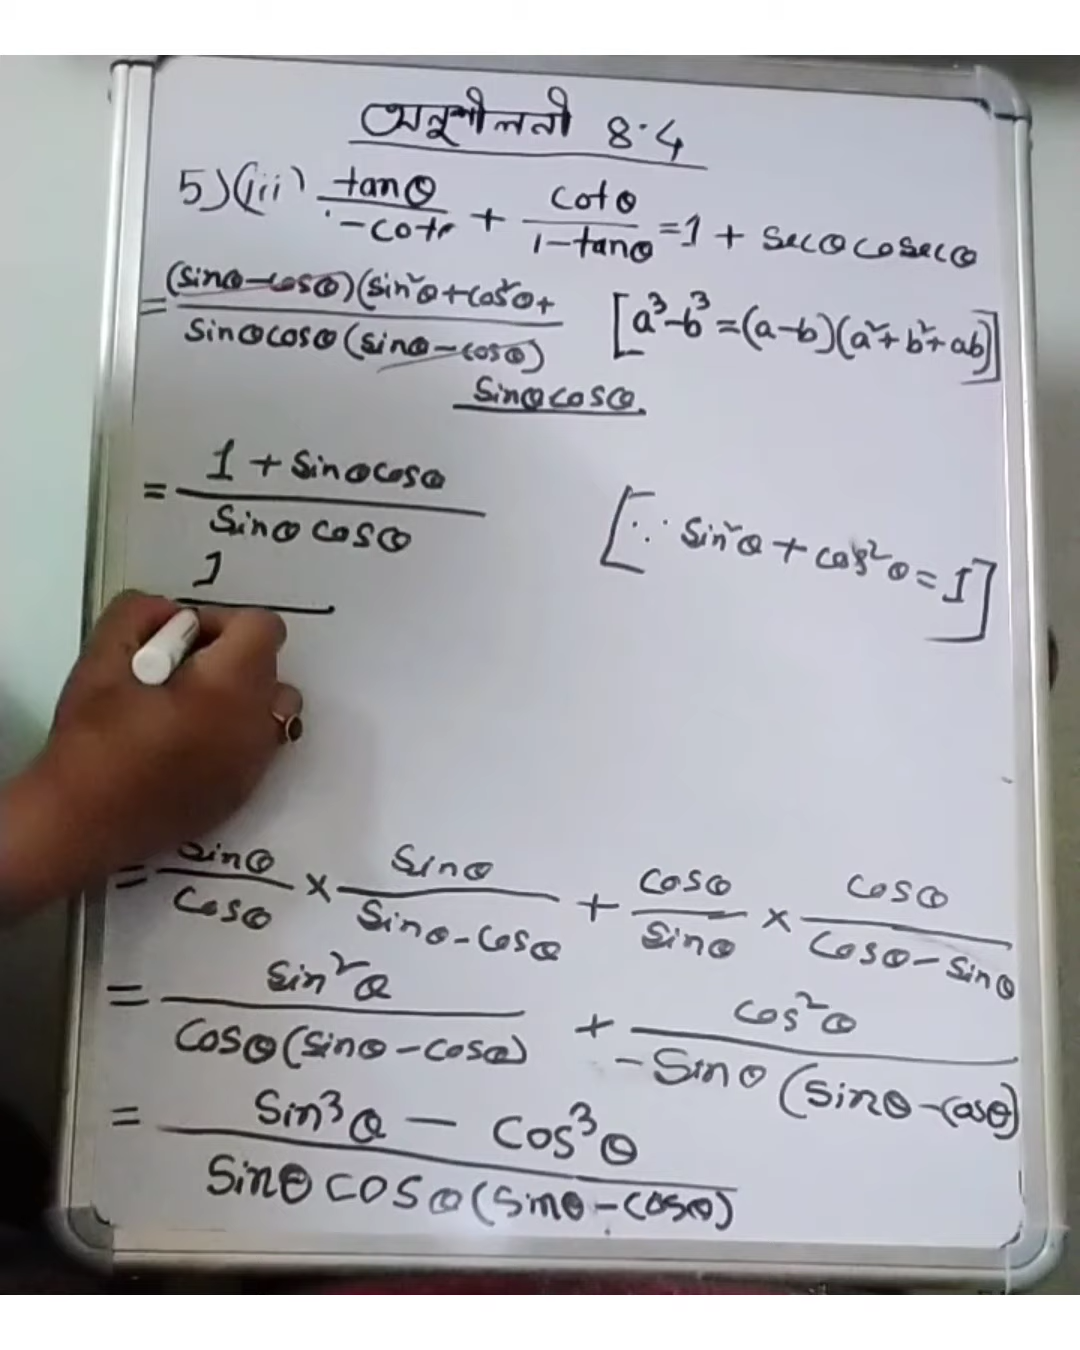 অনুশীলনী 8.4
5)(iii) tanθ / 1-cotθ + cotθ / 1-tanθ = 1 + secθ cosecθ
= (sinθ-cosθ)(sin²θ+cos²θ+ sinθcosθ) / sinθcosθ(sinθ-cosθ) [a³-b³=(a-b)(a²+b²+ab)]
= 1 + sinθcosθ / sinθ cosθ [∵ sin²θ + cos²θ = 1]
1
= sinθ / cosθ × sinθ / sinθ-cosθ + cosθ / sinθ × cosθ / cosθ-sinθ
= sin²θ / cosθ(sinθ-cosθ) + cos²θ / -sinθ(sinθ-cosθ)
= sin³θ - cos³θ / sinθ cosθ(sinθ-cosθ)